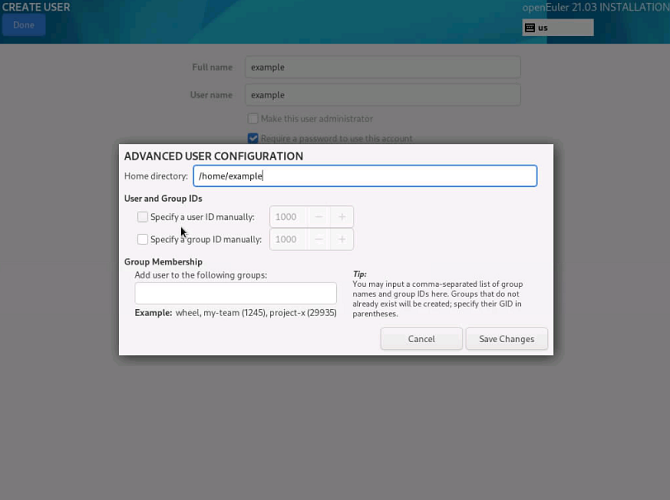 CREATE USER
openEuler 21.03 INSTALLATION
Done
us
Full name
example
User name
example
Make this user administrator
Require a password to use this account
ADVANCED USER CONFIGURATION
Home directory:
/home/example
User and Group IDs
Specify a user ID manually:
1000
Specify a group ID manually:
1000
Group Membership
Add user to the following groups:
Example: wheel, my-team (1245), project-x (29935)
Tip:
You may input a comma-separated list of group
names and group IDs here. Groups that do not
already exist will be created; specify their GID in
parentheses.
Cancel
Save Changes